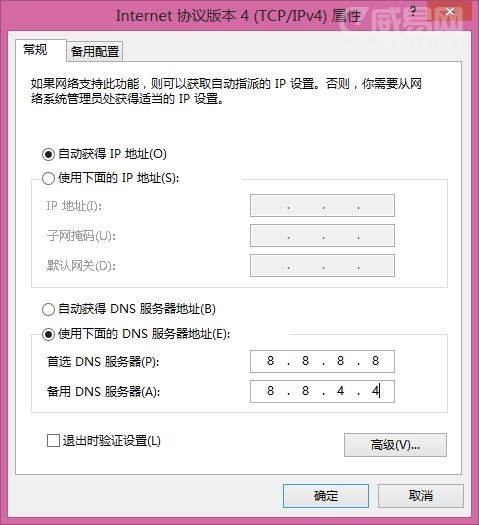 Internet 协议版本 4 (TCP/IPv4) 属性
? ×
威易网
常规
备用配置
如果网络支持此功能，则可以获取自动指派的 IP 设置。否则，你需要从网
络系统管理员处获得适当的 IP 设置。
自动获得 IP 地址(O)
使用下面的 IP 地址(S):
IP 地址(I):
. . .
子网掩码(U):
. . .
默认网关(D):
. . .
自动获得 DNS 服务器地址(B)
使用下面的 DNS 服务器地址(E):
首选 DNS 服务器(P):
8 . 8 . 8 . 8
备用 DNS 服务器(A):
8 . 8 . 4 . 4
退出时验证设置(L)
高级(V)...
确定
取消